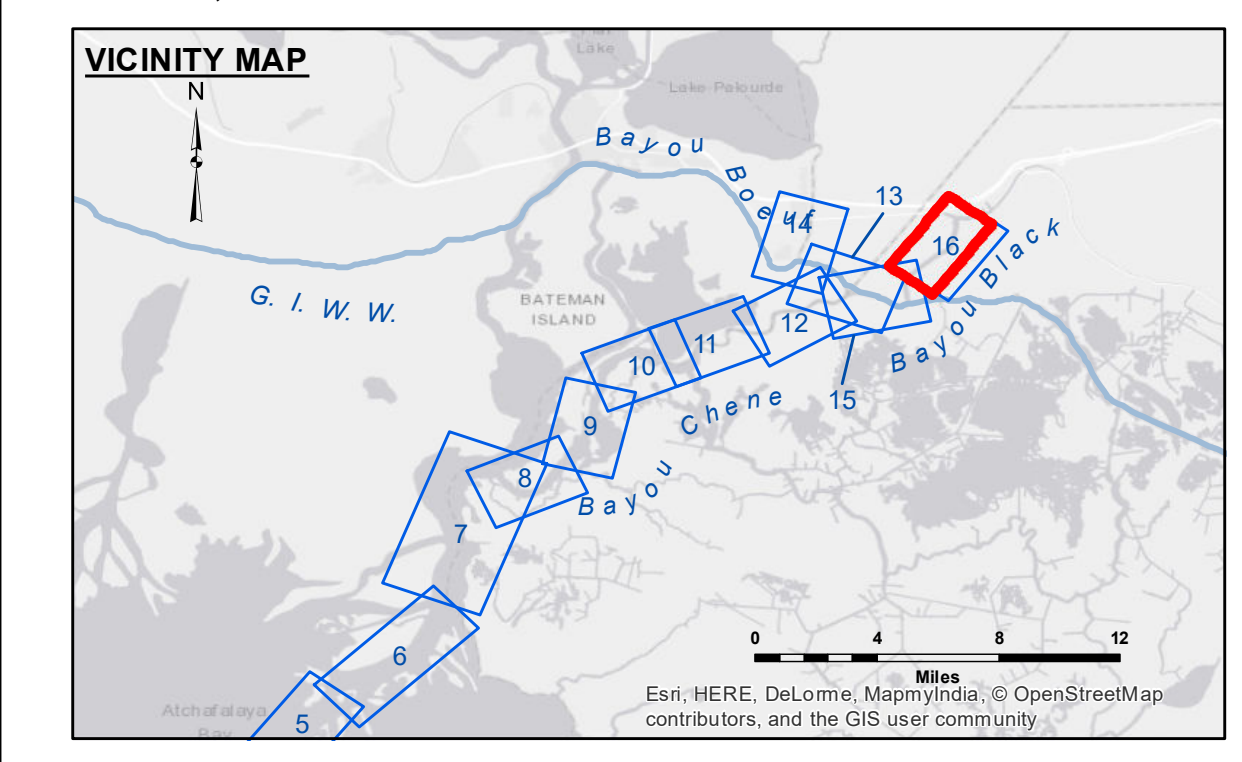 VICINITY MAP
N
Lake
Lake Palourde
Bayou
Boeuf
13
14
16
Bayou Black
G. I. W. W.
BATEMAN
ISLAND
12
11
10
15
Chene
9
8
Bayou
7
6
5
0 4 8 12
Miles
Esri, HERE, DeLorme, MapmyIndia, © OpenStreetMap
contributors, and the GIS user community
Atchafalaya
Bay